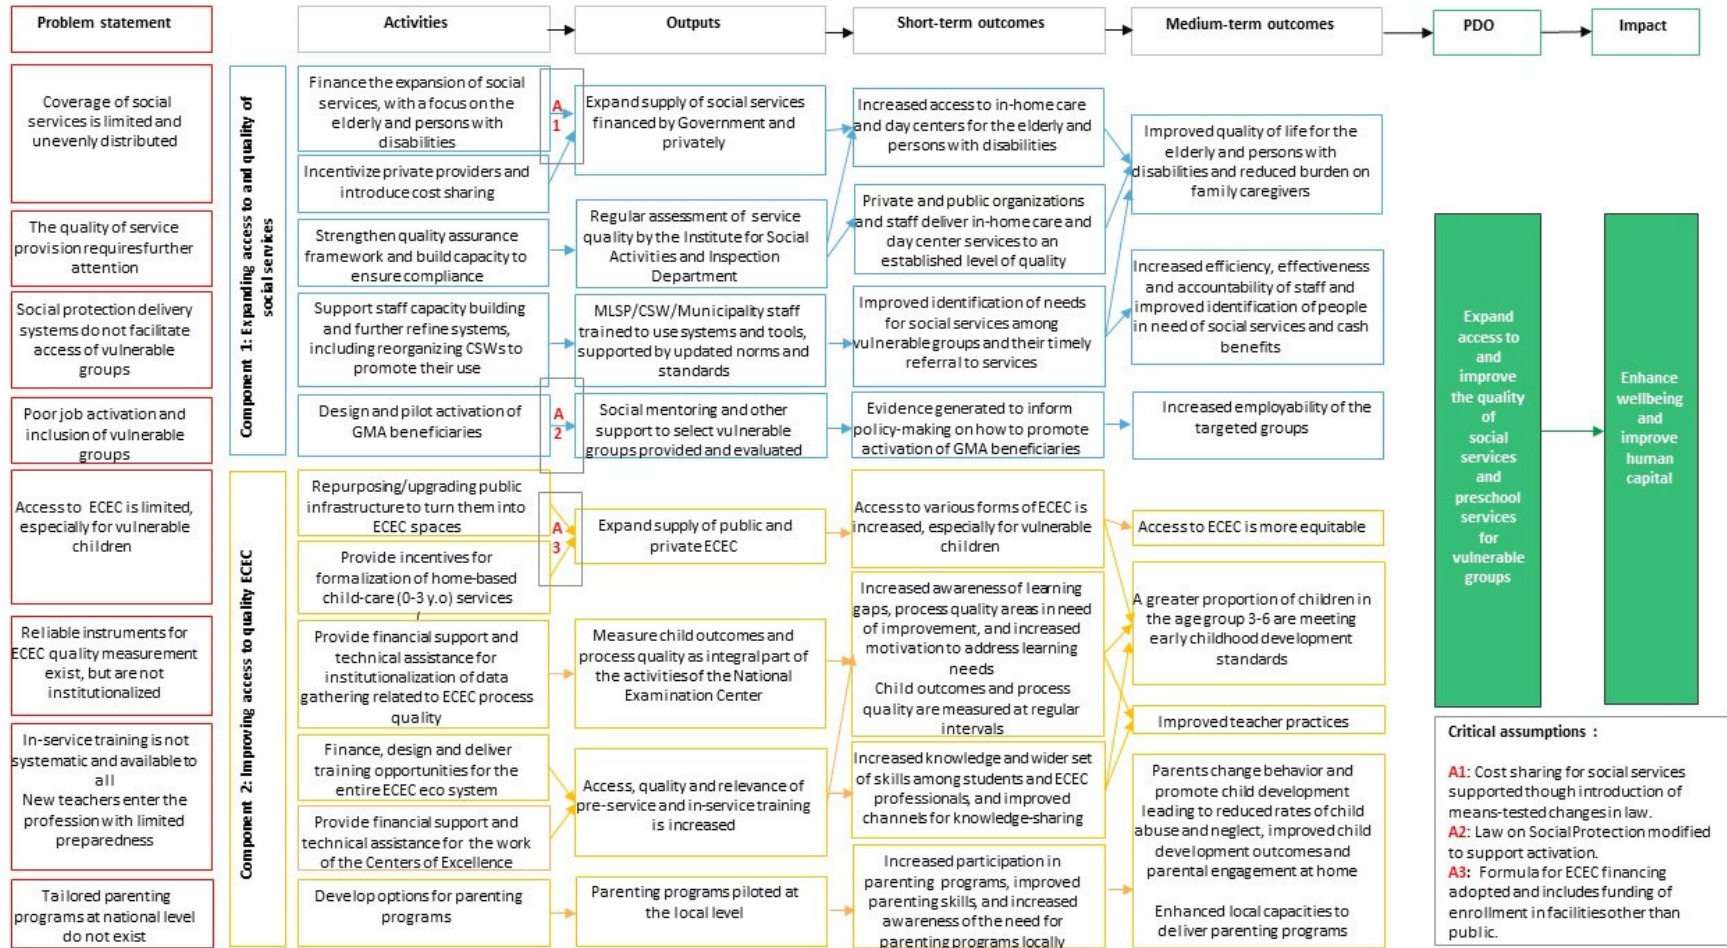 Problem statement
Activities
Outputs
Short-term outcomes
Medium-term outcomes
PDO
Impact
Coverage of social
services is limited and
unevenly distributed
The quality of service
provision requires further
attention
Social protection delivery
systems do not facilitate
access of vulnerable
groups
Poor job activation and
inclusion of vulnerable
groups
Access to ECEC is limited,
especially for vulnerable
children
Reliable instruments for
ECEC quality measurement
exist, but are not
institutionalized
In-service training is not
systematic and available to
all
New teachers enter the
profession with limited
preparedness
Tailored parenting
programs at national level
do not exist
Component 1: Expanding access to and quality of
social services
Finance the expansion of social
services, with a focus on the
elderly and persons with
disabilities
Incentivize private providers and
introduce cost sharing
Strengthen quality assurance
framework and build capacity to
ensure compliance
Support staff capacity building
and further refine systems,
including reorganizing CSWs to
promote their use
Design and pilot activation of
GMA beneficiaries
A
1
A
2
Expand supply of social services
financed by Government and
privately
Regular assessment of service
quality by the Institute for Social
Activities and Inspection
Department
MLSP/CSW/Municipality staff
trained to use systems and tools,
supported by updated norms and
standards
Social mentoring and other
support to select vulnerable
groups provided and evaluated
Increased access to in-home care
and day centers for the elderly and
persons with disabilities
Private and public organizations
and staff deliver in-home care and
day center services to an
established level of quality
Improved identification of needs
for social services among
vulnerable groups and their timely
referral to services
Evidence generated to inform
policy-making on how to promote
activation of GMA beneficiaries
Improved quality of life for the
elderly and persons with
disabilities and reduced burden on
family caregivers
Increased efficiency, effectiveness
and accountability of staff and
improved identification of people
in need of social services and cash
benefits
Increased employability of the
targeted groups
Component 2: Improving access to quality ECEC
Repurposing/upgrading public
infrastructure to turn them into
ECEC spaces
Provide incentives for
formalization of home-based
child-care (0-3 y.o) services
Provide financial support and
technical assistance for
institutionalization of data
gathering related to ECEC process
quality
Finance, design and deliver
training opportunities for the
entire ECEC eco system
Provide financial support and
technical assistance for the work
of the Centers of Excellence
Develop options for parenting
programs
A
3
Expand supply of public and
private ECEC
Measure child outcomes and
process quality as integral part of
the activities of the National
Examination Center
Access, quality and relevance of
pre-service and in-service training
is increased
Parenting programs piloted at
the local level
Access to various forms of ECEC is
increased, especially for vulnerable
children
Increased awareness of learning
gaps, process quality areas in need
of improvement, and increased
motivation to address learning
needs
Child outcomes and process
quality are measured at regular
intervals
Increased knowledge and wider set
of skills among students and ECEC
professionals, and improved
channels for knowledge-sharing
Increased participation in
parenting programs, improved
parenting skills, and increased
awareness of the need for
parenting programs locally
Access to ECEC is more equitable
A greater proportion of children in
the age group 3-6 are meeting
early childhood development
standards
Improved teacher practices
Parents change behavior and
promote child development
leading to reduced rates of child
abuse and neglect, improved child
development outcomes and
parental engagement at home
Enhanced local capacities to
deliver parenting programs
Expand
access to
and
improve
the quality
of
social
services
and
preschool
services
for
vulnerable
groups
Enhance
wellbeing
and
improve
human
capital
Critical assumptions :
A1: Cost sharing for social services
supported though introduction of
means-tested changes in law.
A2: Law on Social Protection modified
to support activation.
A3: Formula for ECEC financing
adopted and includes funding of
enrollment in facilities other than
public.